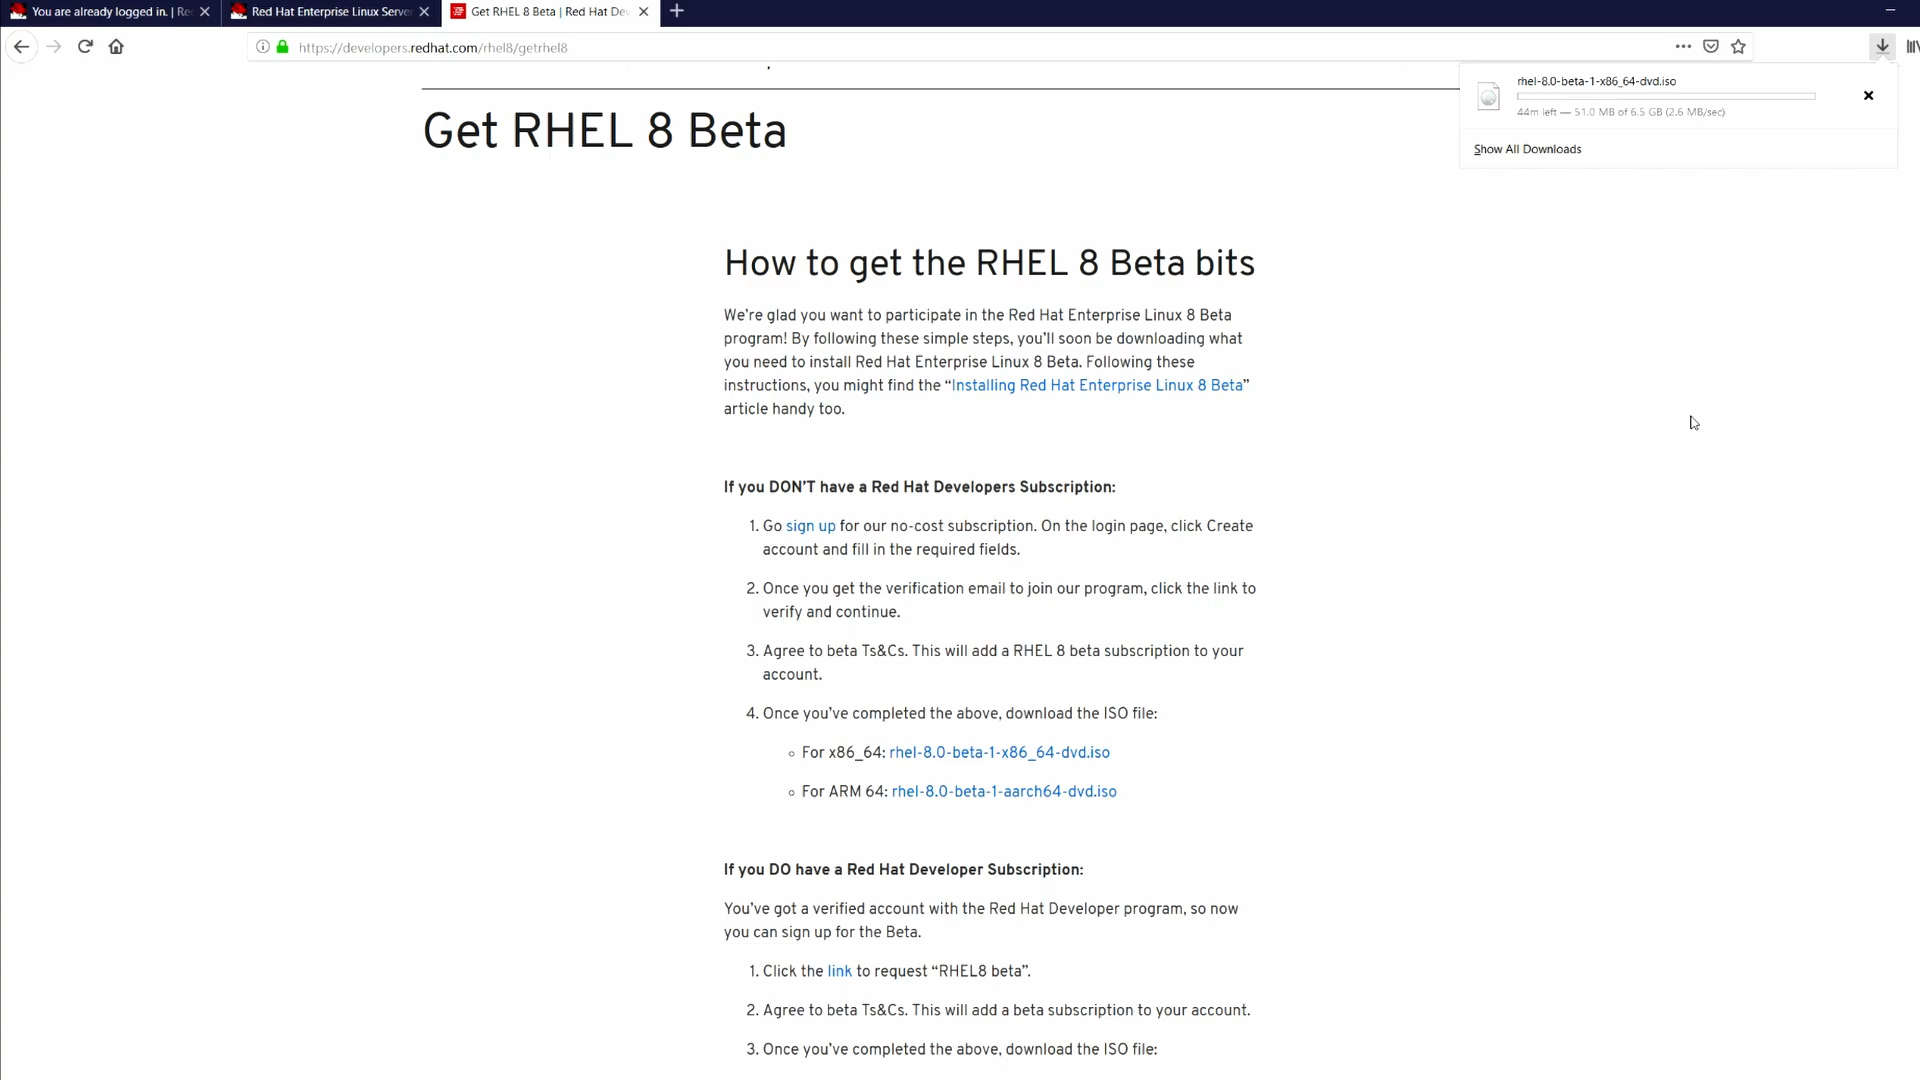 You are already logged in. | Re
Red Hat Enterprise Linux Server
Get RHEL 8 Beta | Red Hat De
https://developers.redhat.com/rhel8/getrhel8
rhel-8.0-beta-1-x86_64-dvd.iso
44m left — 51.0 MB of 6.5 GB (2.6 MB/sec)
Show All Downloads
Get RHEL 8 Beta
How to get the RHEL 8 Beta bits
We’re glad you want to participate in the Red Hat Enterprise Linux 8 Beta
program! By following these simple steps, you’ll soon be downloading what
you need to install Red Hat Enterprise Linux 8 Beta. Following these
instructions, you might find the “Installing Red Hat Enterprise Linux 8 Beta”
article handy too.
If you DON’T have a Red Hat Developers Subscription:
1. Go sign up for our no-cost subscription. On the login page, click Create
account and fill in the required fields.
2. Once you get the verification email to join our program, click the link to
verify and continue.
3. Agree to beta Ts&Cs. This will add a RHEL 8 beta subscription to your
account.
4. Once you’ve completed the above, download the ISO file:
For x86_64: rhel-8.0-beta-1-x86_64-dvd.iso
For ARM 64: rhel-8.0-beta-1-aarch64-dvd.iso
If you DO have a Red Hat Developer Subscription:
You’ve got a verified account with the Red Hat Developer program, so now
you can sign up for the Beta.
1. Click the link to request “RHEL8 beta”.
2. Agree to beta Ts&Cs. This will add a beta subscription to your account.
3. Once you’ve completed the above, download the ISO file: